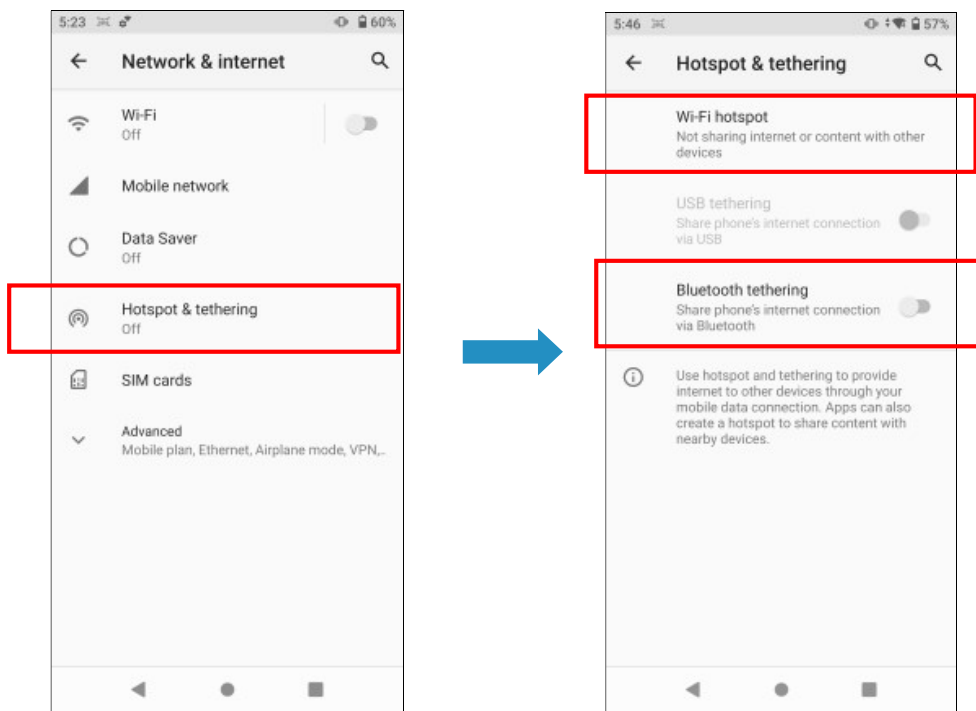 5:23
60%
Network & internet
Wi-Fi
Off
Mobile network
Data Saver
Off
Hotspot & tethering
Off
SIM cards
Advanced
Mobile plan, Ethernet, Airplane mode, VPN,..
5:46
57%
Hotspot & tethering
Wi-Fi hotspot
Not sharing internet or content with other
devices
USB tethering
Share phone's internet connection
via USB
Bluetooth tethering
Share phone's internet connection
via Bluetooth
Use hotspot and tethering to provide
internet to other devices through your
mobile data connection. Apps can also
create a hotspot to share content with
nearby devices.